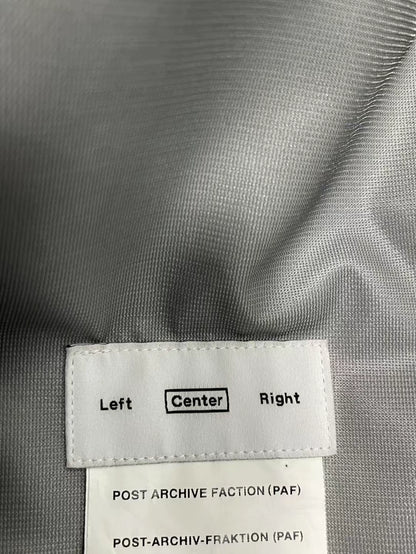 Left Center Right
POST ARCHIVE FACTION (PAF)
POST-ARCHIV-FRAKTION (PAF)